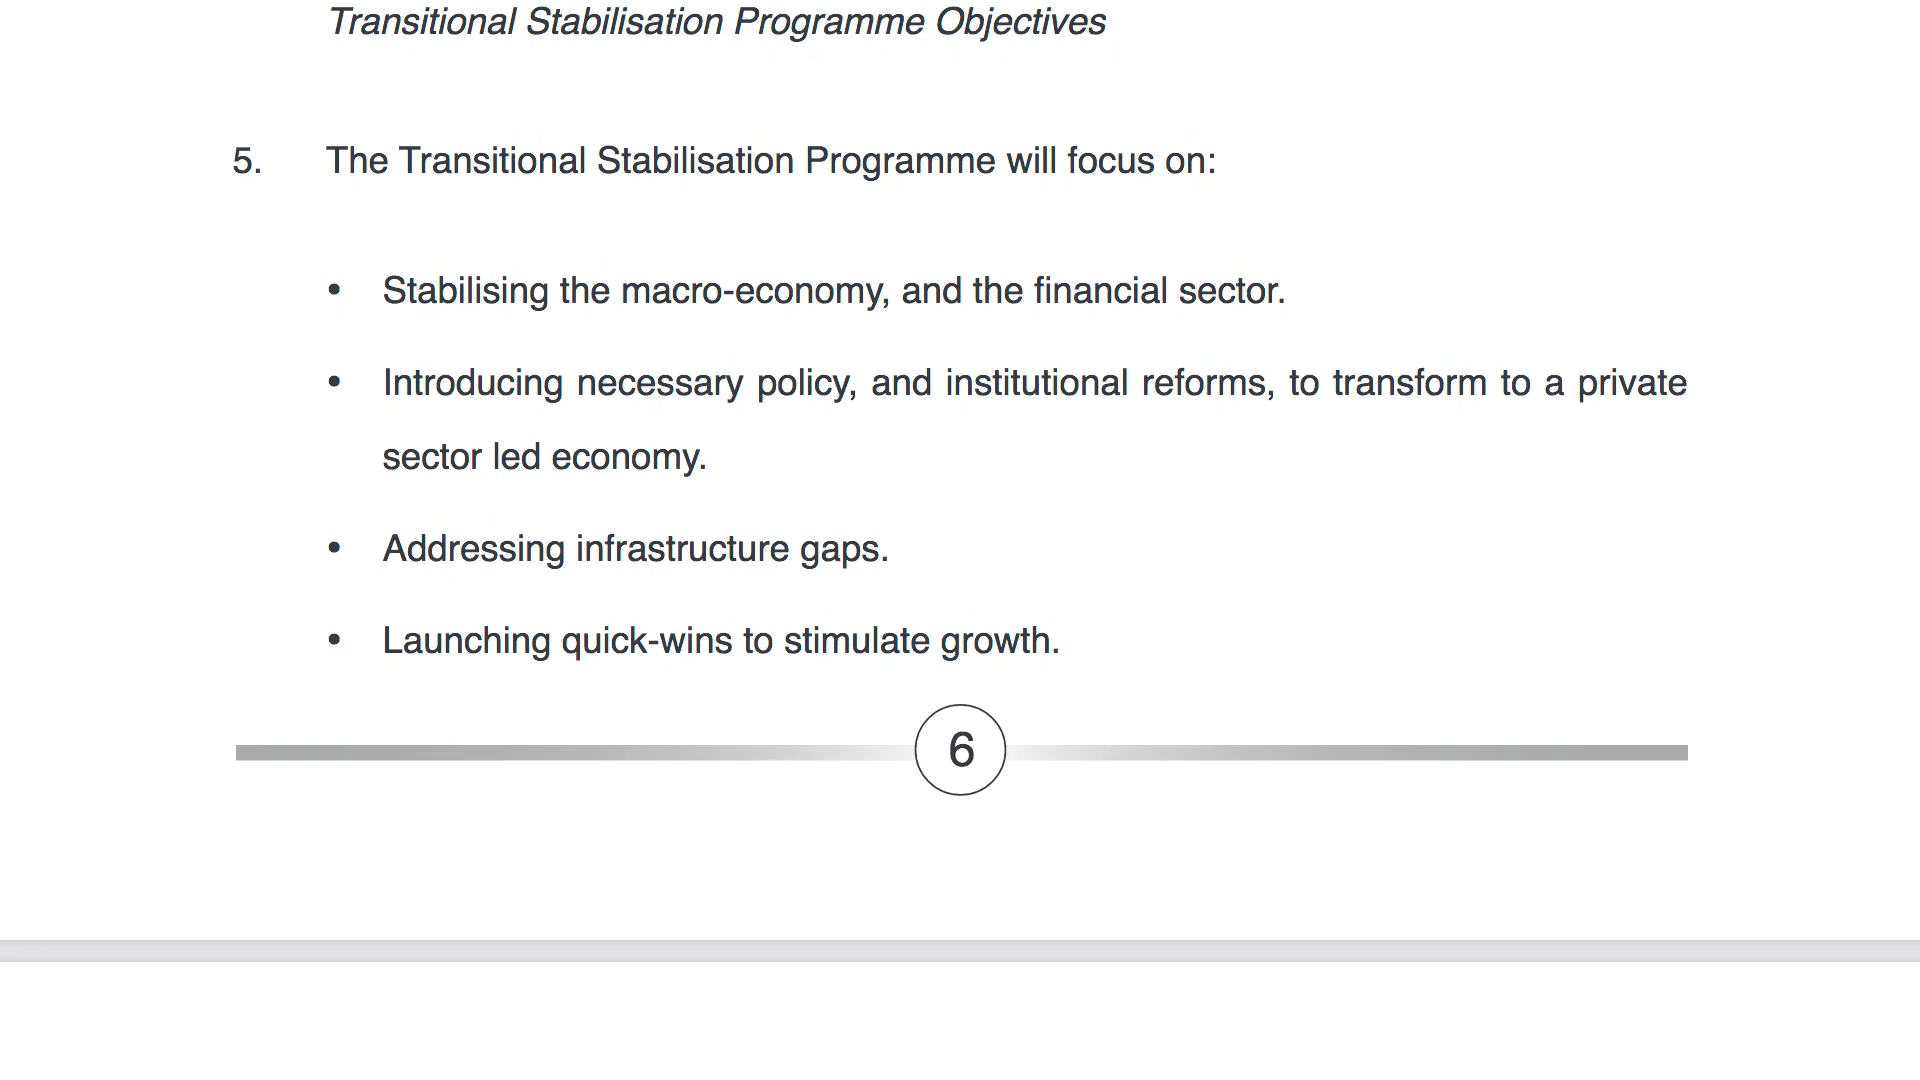 Transitional Stabilisation Programme Objectives
5. The Transitional Stabilisation Programme will focus on:
• Stabilising the macro-economy, and the financial sector.
• Introducing necessary policy, and institutional reforms, to transform to a private
sector led economy.
• Addressing infrastructure gaps.
• Launching quick-wins to stimulate growth.
6